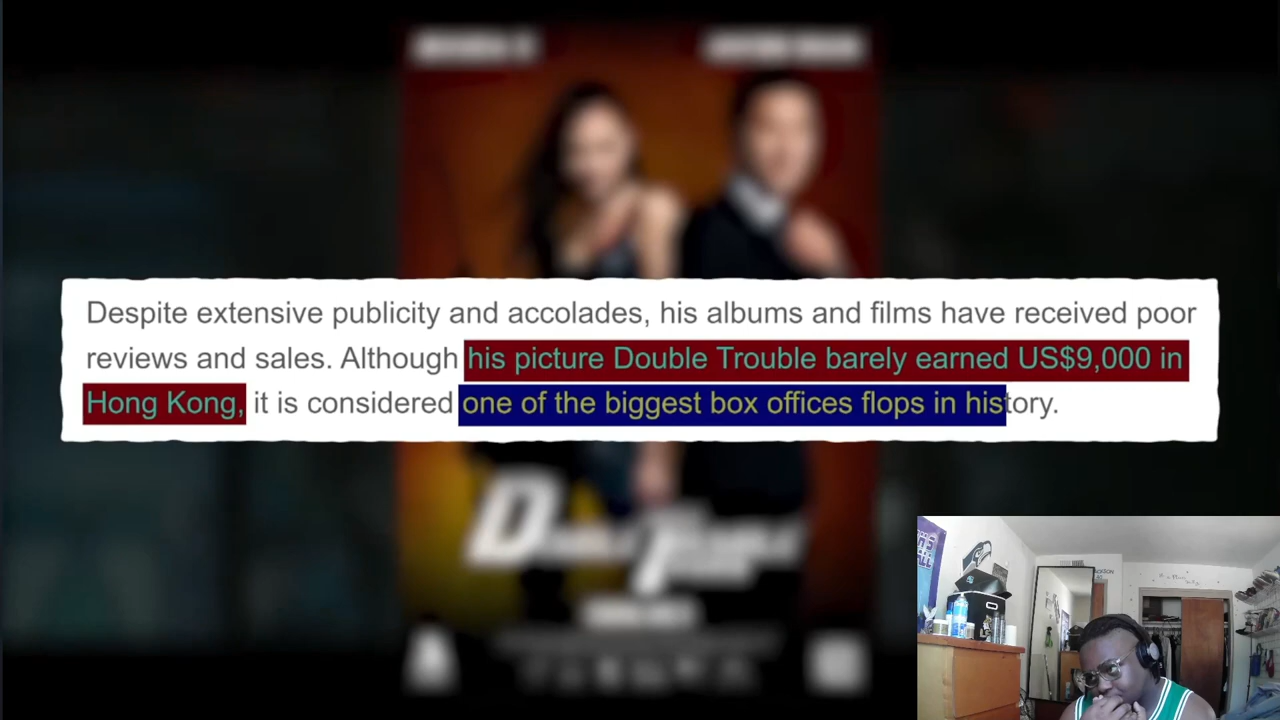 Despite extensive publicity and accolades, his albums and films have received poor
reviews and sales. Although his picture Double Trouble barely earned US$9,000 in
Hong Kong, it is considered one of the biggest box offices flops in history.